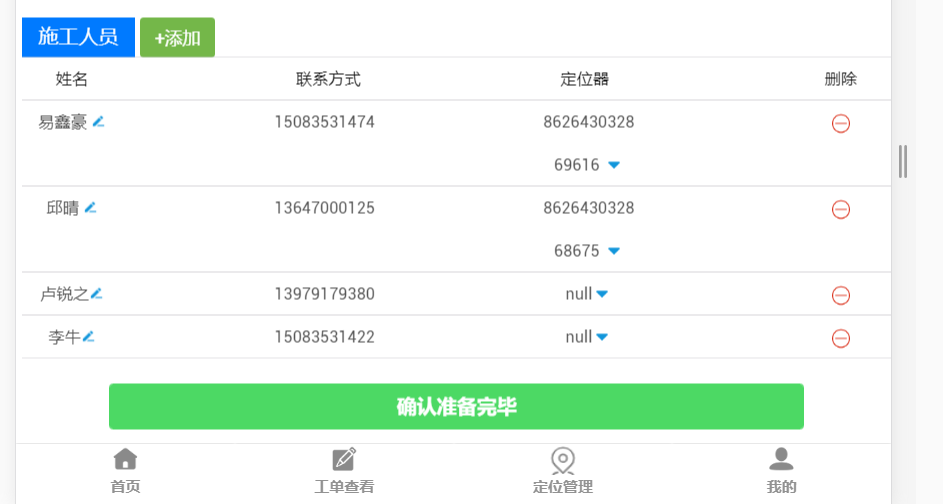 施工人员 +添加
姓名 联系方式 定位器 删除
易鑫豪 15083531474 8626430328
69616
邱晴 13647000125 8626430328
68675
卢锐之 13979179380 null
李牛 15083531422 null
确认准备完毕
首页 工单查看 定位管理 我的